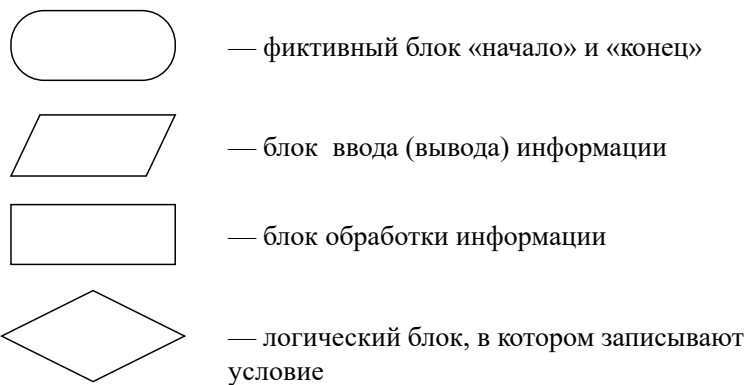 — фиктивный блок «начало» и «конец»
— блок ввода (вывода) информации
— блок обработки информации
— логический блок, в котором записывают
условие